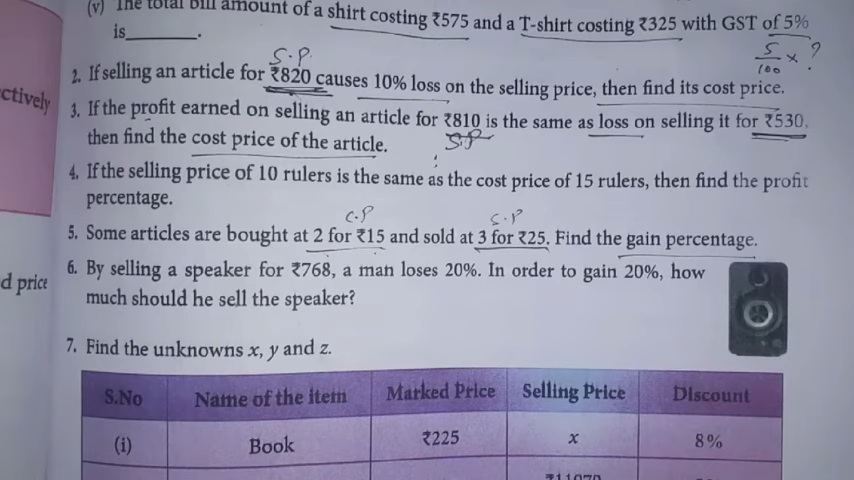 (v) The total bill amount of a shirt costing ₹575 and a T-shirt costing ₹325 with GST of 5%
is________.
5/100 × ?
S.P.
2. If selling an article for ₹820 causes 10% loss on the selling price, then find its cost price.
ctively
3. If the profit earned on selling an article for ₹810 is the same as loss on selling it for ₹530,
then find the cost price of the article.
S.P
4. If the selling price of 10 rulers is the same as the cost price of 15 rulers, then find the profit
percentage.
C.P S.P
5. Some articles are bought at 2 for ₹15 and sold at 3 for ₹25. Find the gain percentage.
6. By selling a speaker for ₹768, a man loses 20%. In order to gain 20%, how
d price
much should he sell the speaker?
7. Find the unknowns x, y and z.
S.No Name of the item Marked Price Selling Price Discount
(i) Book ₹225 x 8%